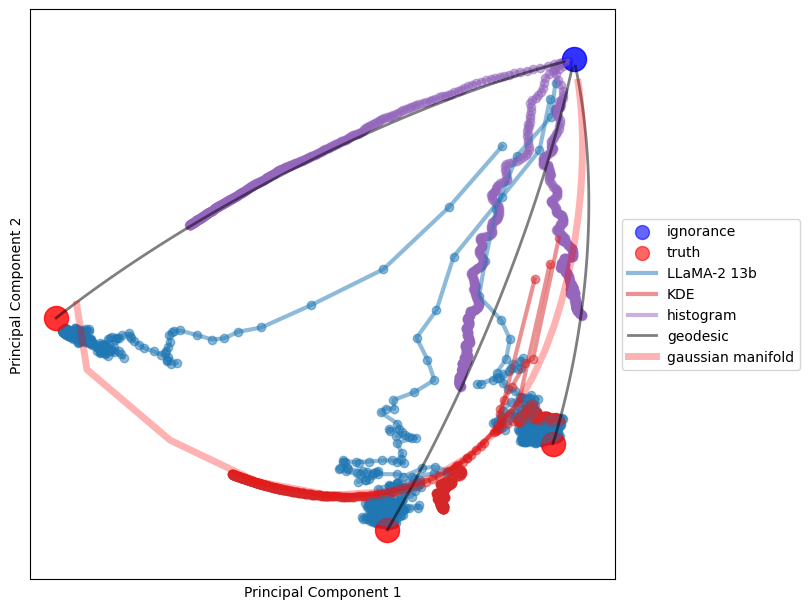 Principal Component 2
Principal Component 1
ignorance
truth
LLaMA-2 13b
KDE
histogram
geodesic
gaussian manifold